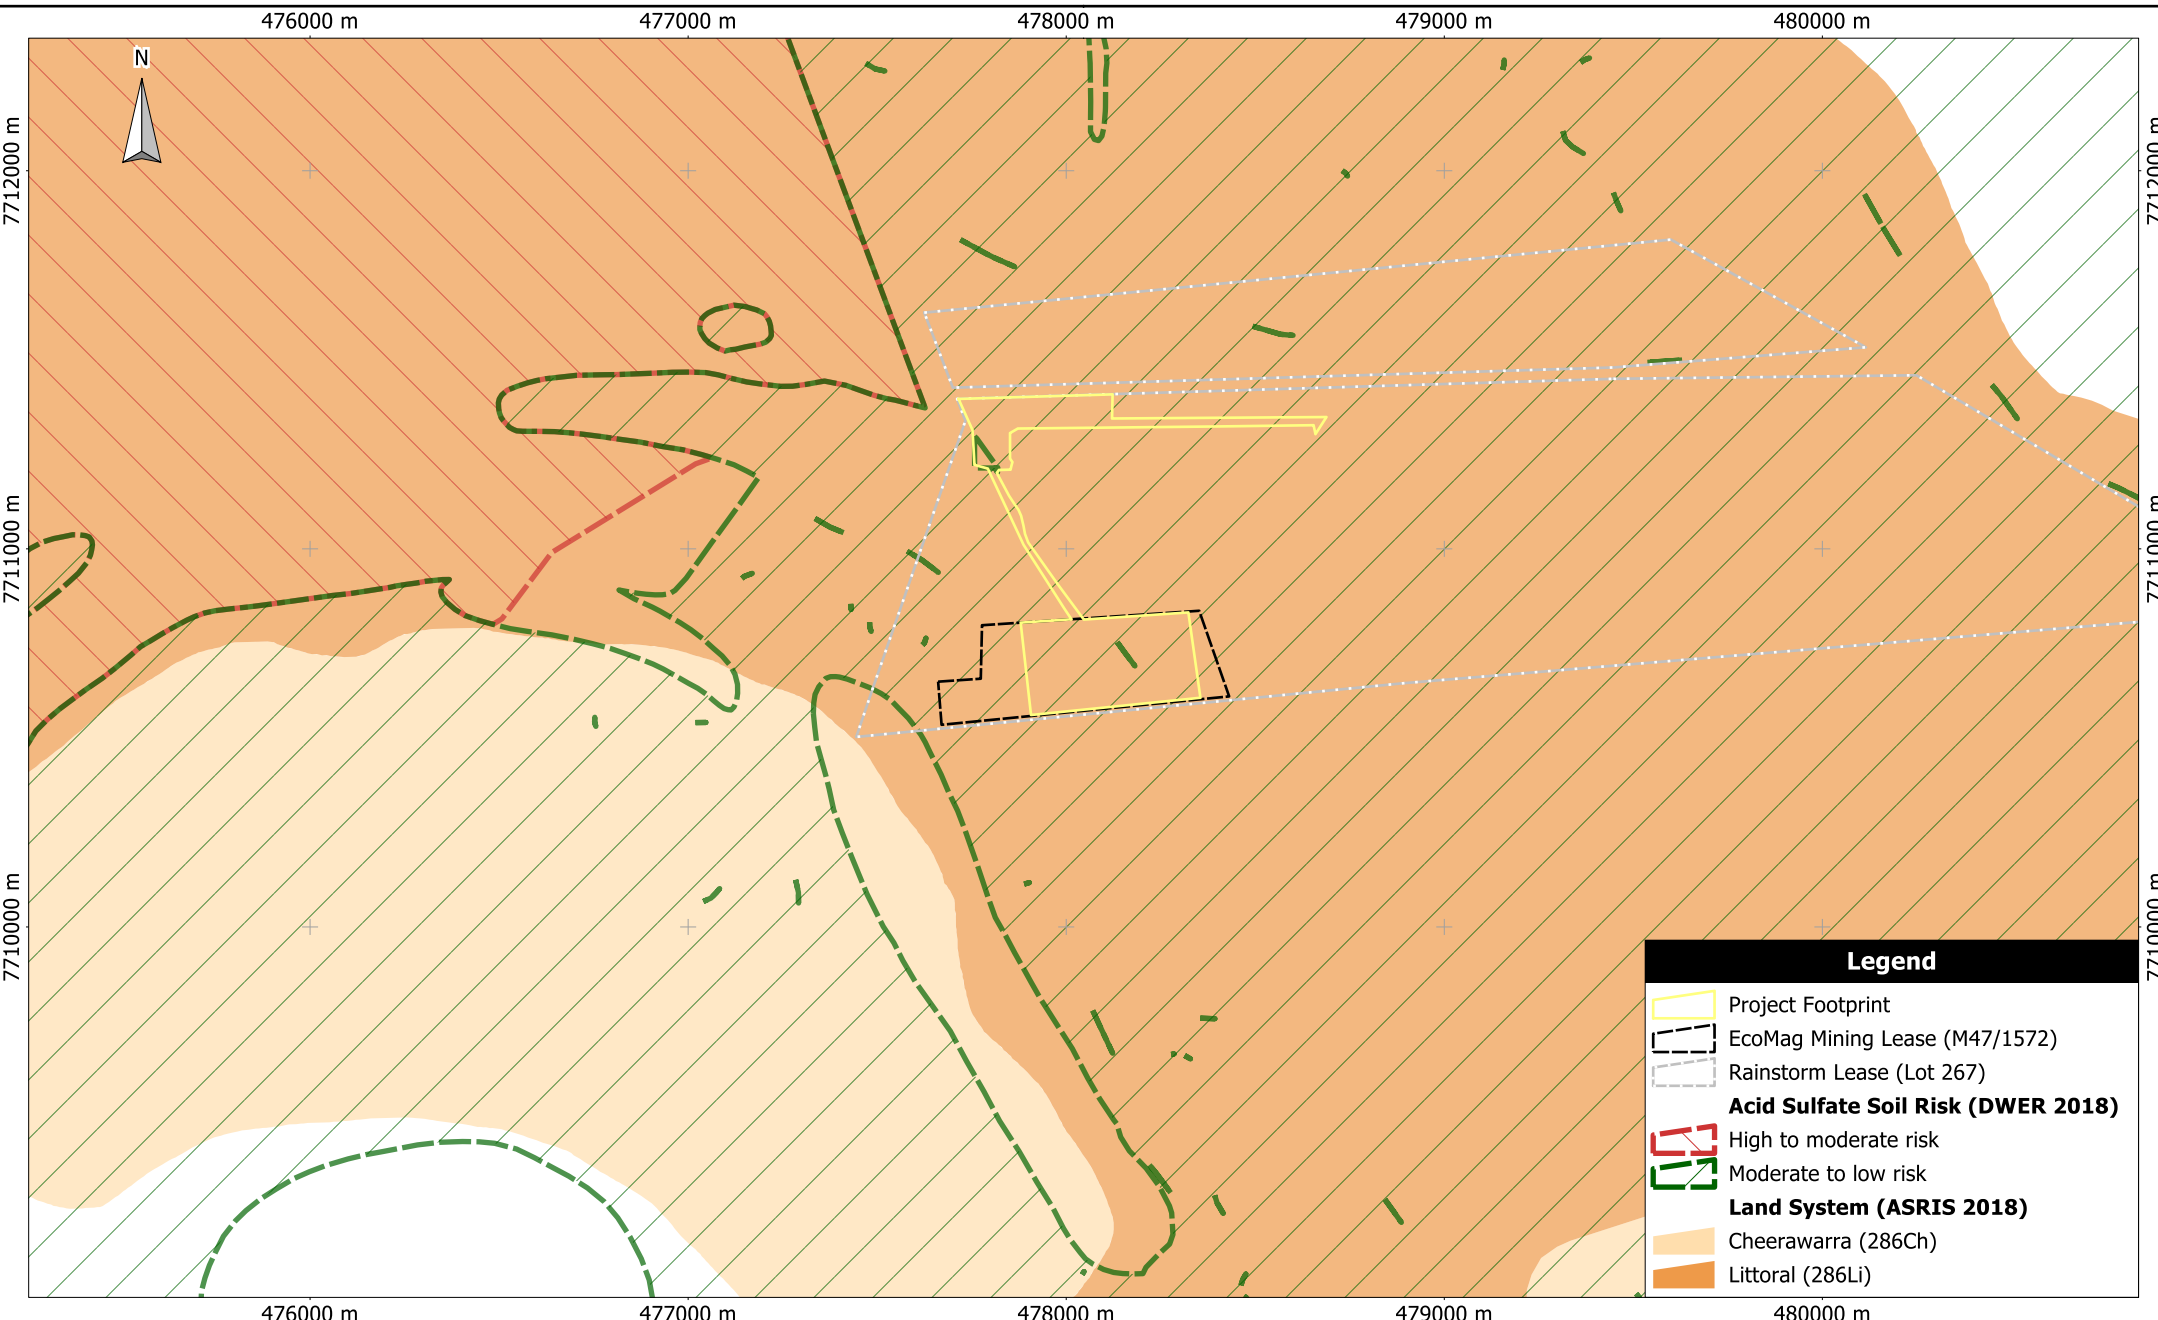 476000 m 477000 m 478000 m 479000 m 480000 m
N
7712000 m 7712000 m
7711000 m 7711000 m
7710000 m 7710000 m
Legend
Project Footprint
EcoMag Mining Lease (M47/1572)
Rainstorm Lease (Lot 267)
Acid Sulfate Soil Risk (DWER 2018)
High to moderate risk
Moderate to low risk
Land System (ASRIS 2018)
Cheerawarra (286Ch)
Littoral (286Li)
476000 m 477000 m 478000 m 479000 m 480000 m